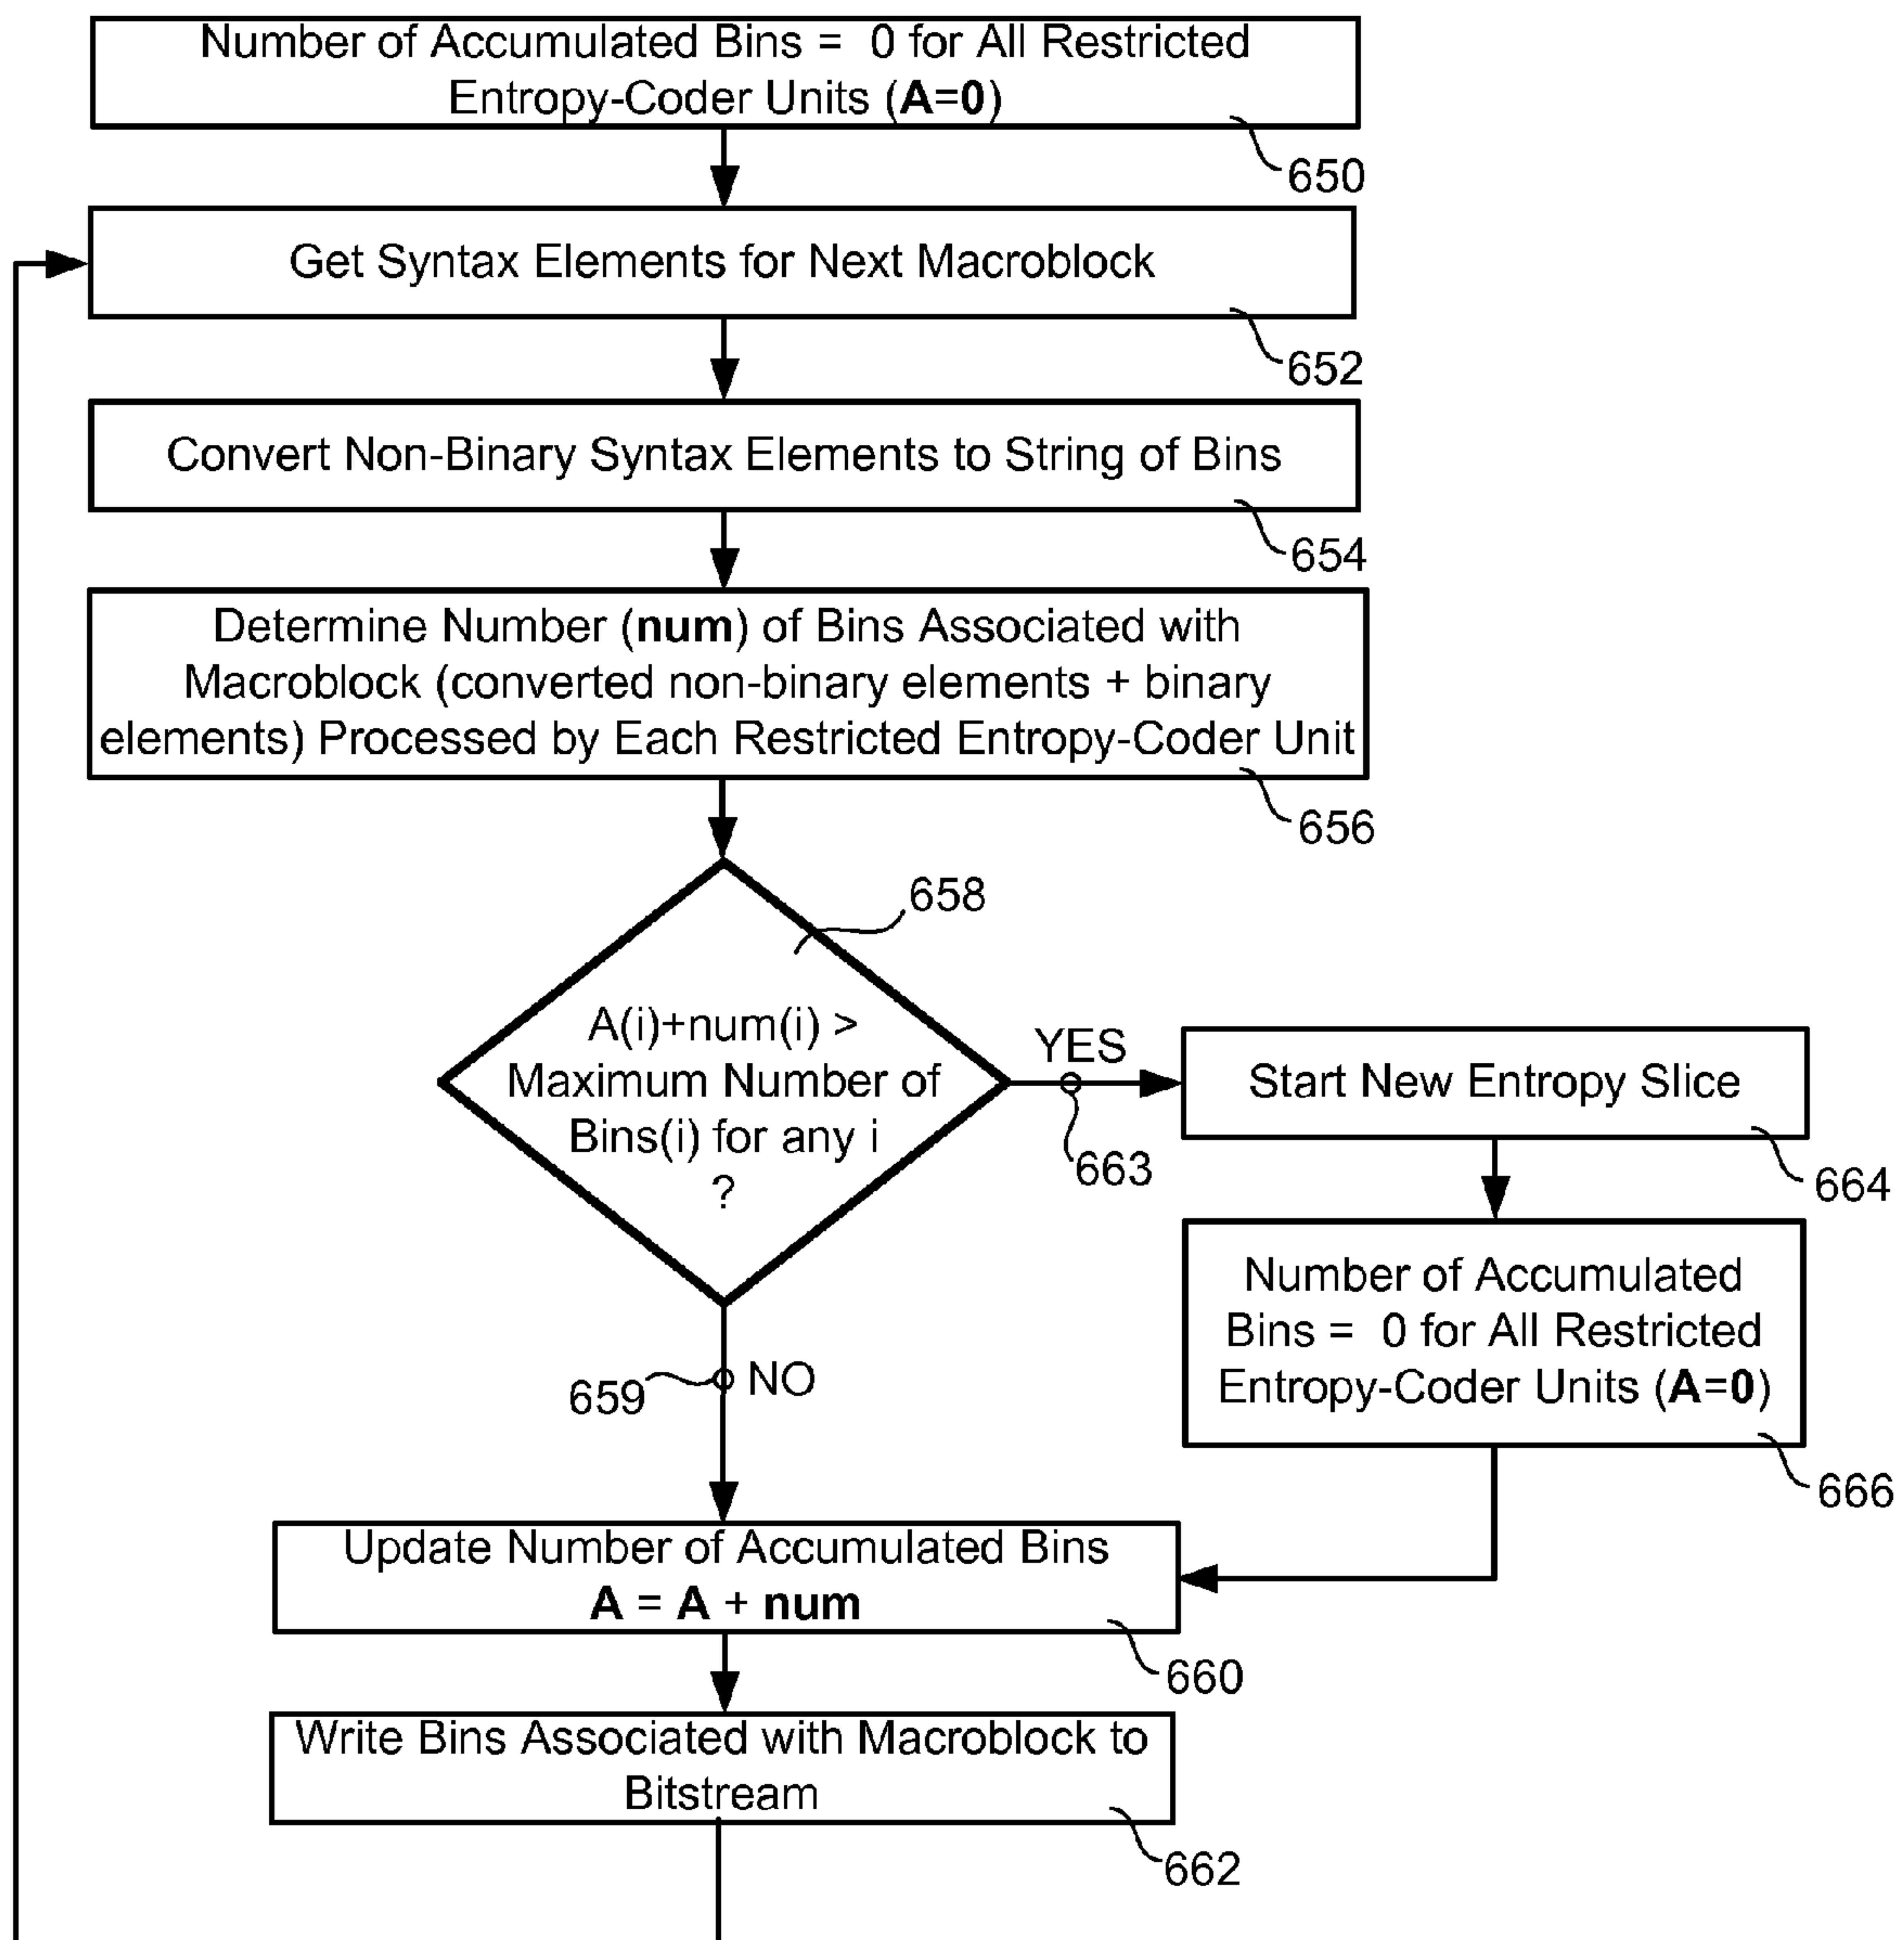 Number of Accumulated Bins = 0 for All Restricted
Entropy-Coder Units (A=0)
650
Get Syntax Elements for Next Macroblock
652
Convert Non-Binary Syntax Elements to String of Bins
654
Determine Number (num) of Bins Associated with
Macroblock (converted non-binary elements + binary
elements) Processed by Each Restricted Entropy-Coder Unit
656
658
A(i)+num(i) >
Maximum Number of
Bins(i) for any i
?
YES
663
Start New Entropy Slice
664
Number of Accumulated
Bins = 0 for All Restricted
Entropy-Coder Units (A=0)
666
659
NO
Update Number of Accumulated Bins
A = A + num
660
Write Bins Associated with Macroblock to
Bitstream
662